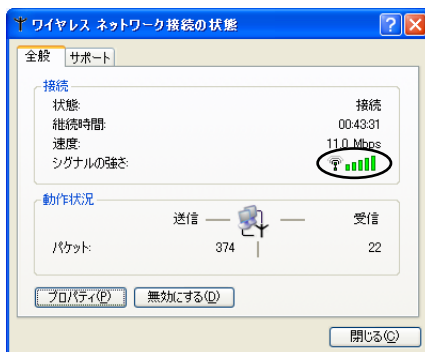 ワイヤレス ネットワーク接続の状態
全般 サポート
接続
状態: 接続
継続時間: 00:43:31
速度: 11.0 Mbps
シグナルの強さ:
動作状況
送信 受信
パケット: 374 22
プロパティ(P) 無効にする(D)
閉じる(C)